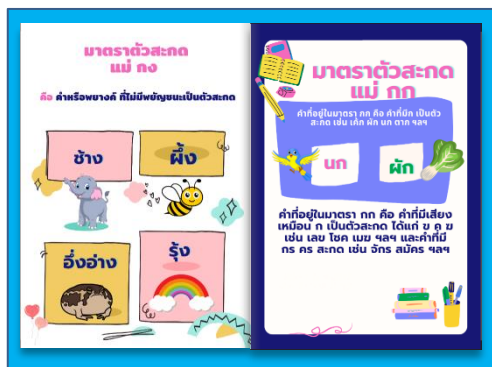 มาตราตัวสะกด
แม่ กง
คือ คำหรือพยางค์ ที่ไม่มีพยัญชนะเป็นตัวสะกด
ช้าง
ผึ้ง
อึ่งอ่าง
รุ้ง
มาตราตัวสะกด
แม่ กก
คำที่อยู่ในมาตรา กก คือ คำที่มีก เป็นตัว
สะกด เช่น เค้ก ผัก นก ตาก ฯลฯ
นก
ผัก
คำที่อยู่ในมาตรา กก คือ คำที่มีเสียง
เหมือน ก เป็นตัวสะกด ได้แก่ ข ค ฆ
เช่น เลข โชค เมฆ ฯลฯ และคำที่มี
กร คร สะกด เช่น จักร สมัคร ฯลฯ